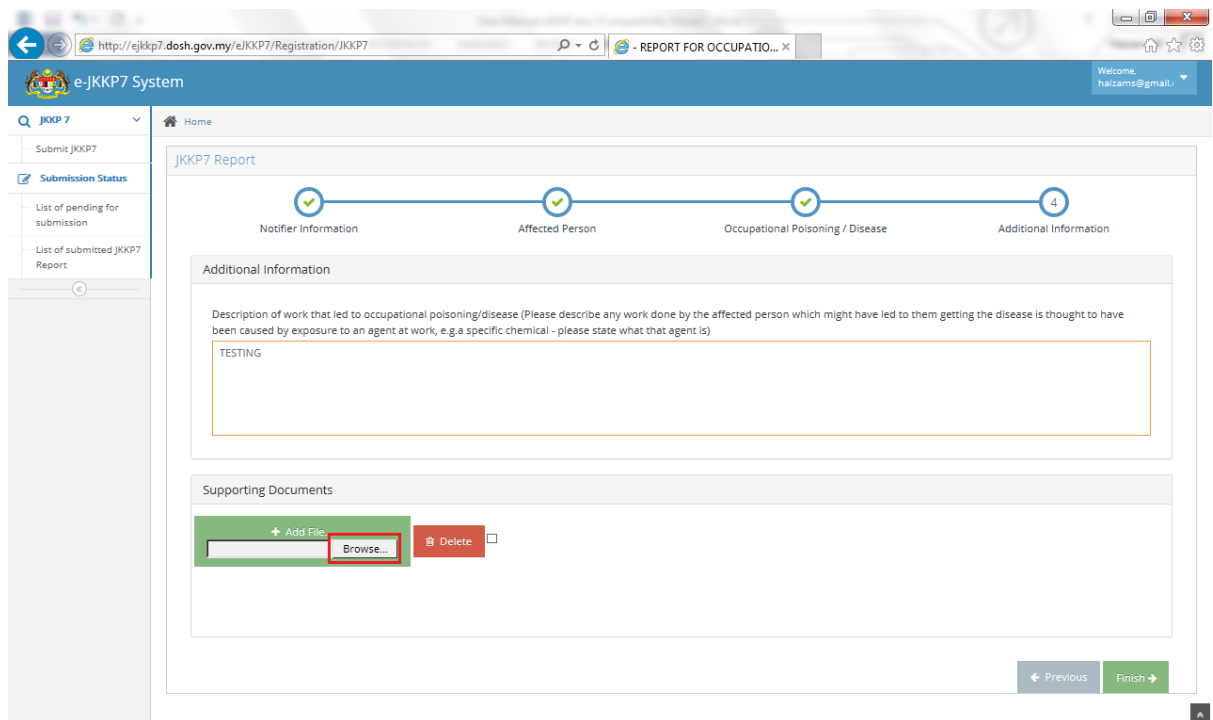 http://ejkkp7.dosh.gov.my/eJKKP7/Registration/JKKP7
- REPORT FOR OCCUPATIO...
e-JKKP7 System
Welcome,
haizams@gmail.
JKKP 7
Home
Submit JKKP7
Submission Status
List of pending for
submission
List of submitted JKKP7
Report
JKKP7 Report
4
Notifier Information
Affected Person
Occupational Poisoning / Disease
Additional Information
Additional Information
Description of work that led to occupational poisoning/disease (Please describe any work done by the affected person which might have led to them getting the disease is thought to have
been caused by exposure to an agent at work, e.g.a specific chemical - please state what that agent is)
TESTING
Supporting Documents
+ Add File
Browse...
Delete
Previous
Finish